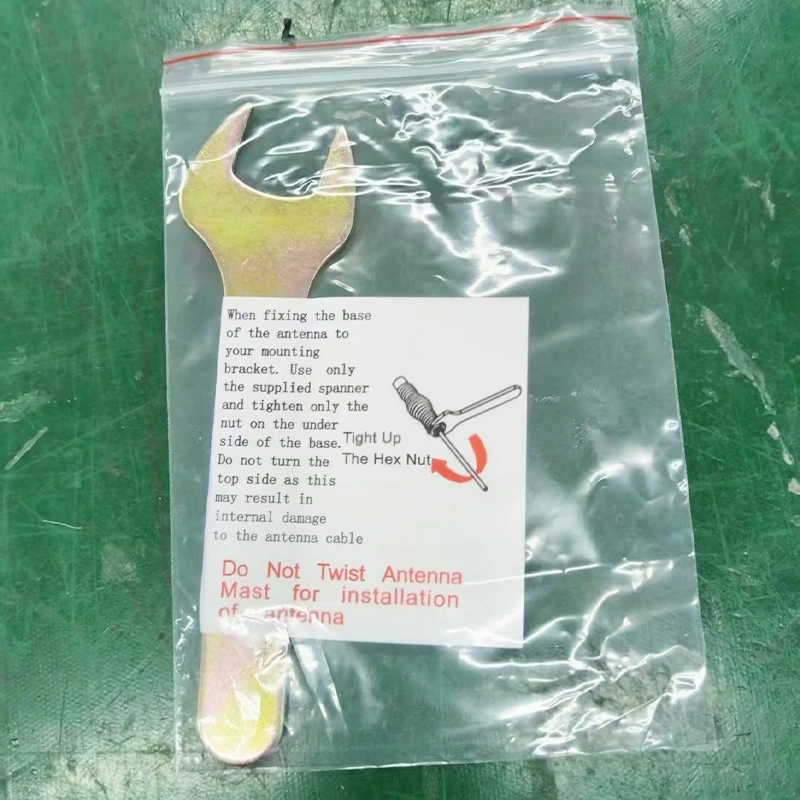 When fixing the base
of the antenna to
your mounting
bracket. Use only
the supplied spanner
and tighten only the
nut on the under
side of the base.
Do not turn the
top side as this
may result in
internal damage
to the antenna cable
Tight Up
The Hex Nut
Do Not Twist Antenna
Mast for installation
of antenna